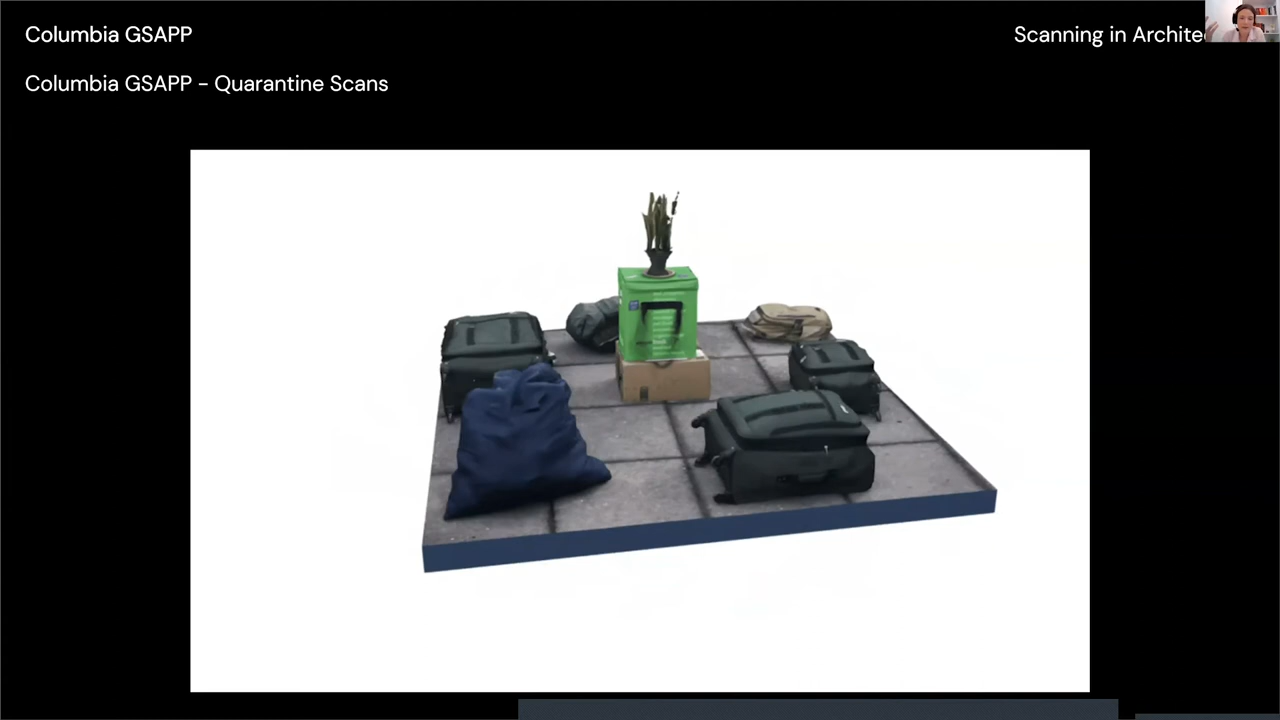 Columbia GSAPP
Scanning in Archite
Columbia GSAPP – Quarantine Scans